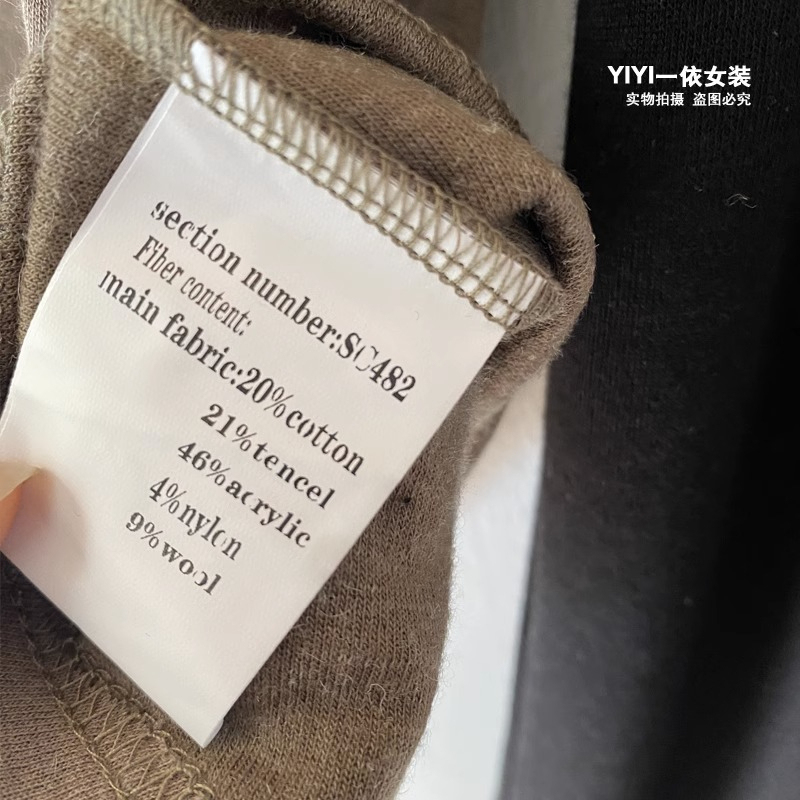 YIYI一依女装
实物拍摄 盗图必究
section number:SC482
Fiber content:
main fabric:20%cotton
21%tencel
46%acrylic
4%nylon
9%wool